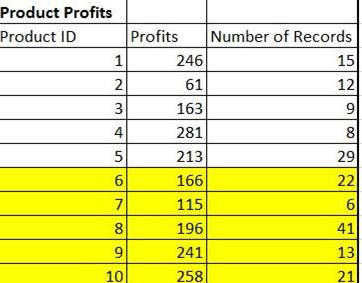 Product Profits
Product ID Profits Number of Records
1 246 15
2 61 12
3 163 9
4 281 8
5 213 29
6 166 22
7 115 6
8 196 41
9 241 13
10 258 21